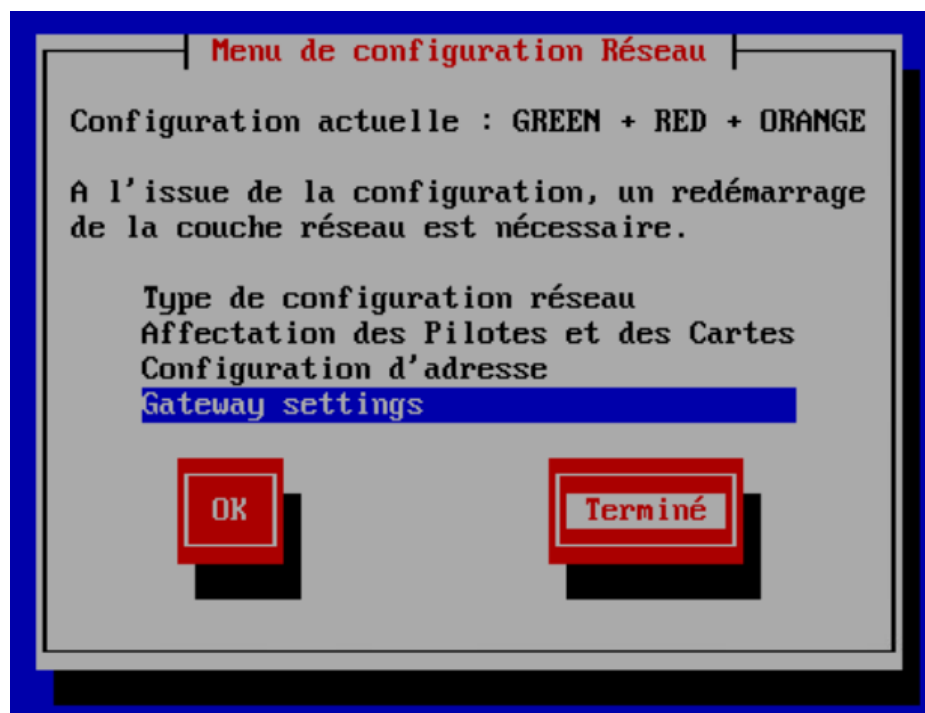 Menu de configuration Réseau
Configuration actuelle : GREEN + RED + ORANGE
A l'issue de la configuration, un redémarrage
de la couche réseau est nécessaire.
Type de configuration réseau
Affectation des Pilotes et des Cartes
Configuration d'adresse
Gateway settings
OK
Terminé